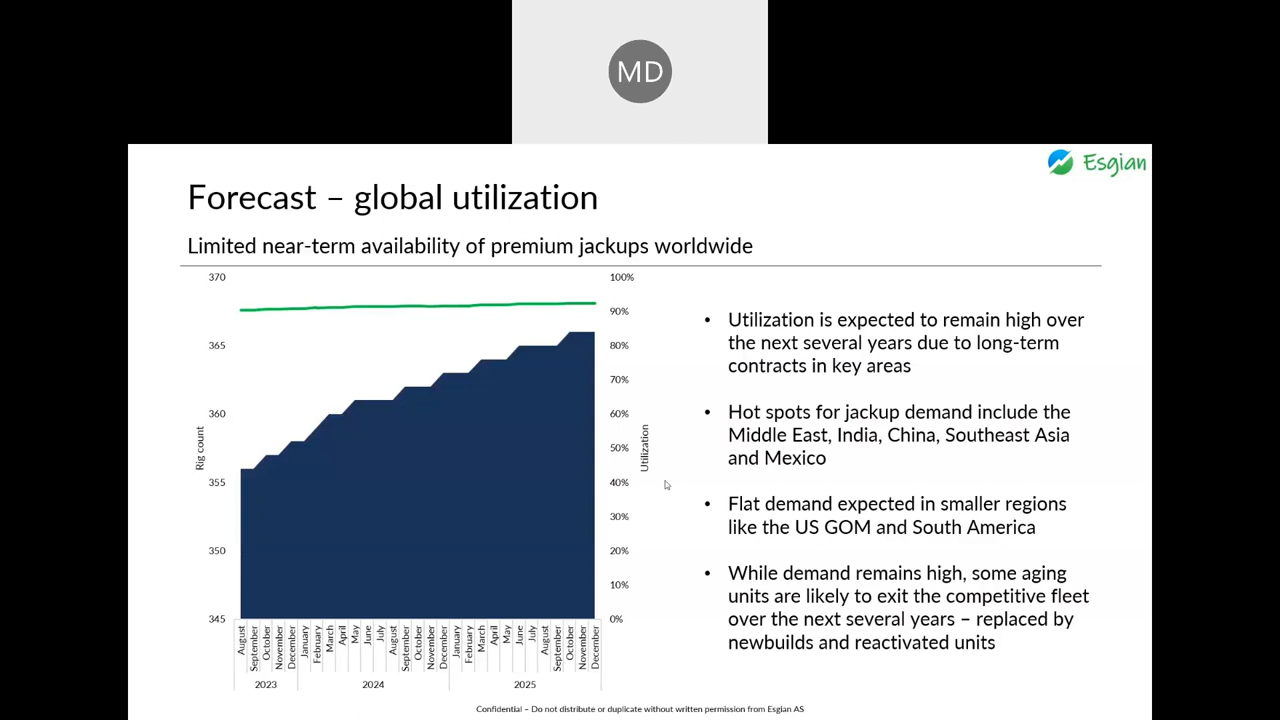 MD
Esgian
Forecast – global utilization
Limited near-term availability of premium jackups worldwide
370
365
360
355
350
345
Rig count
100%
90%
80%
70%
60%
50%
40%
30%
20%
10%
0%
Utilization
August
September
October
November
December
January
February
March
April
May
June
July
August
September
October
November
December
January
February
March
April
May
June
July
August
September
October
November
December
2023
2024
2025
• Utilization is expected to remain high over
the next several years due to long-term
contracts in key areas
• Hot spots for jackup demand include the
Middle East, India, China, Southeast Asia
and Mexico
• Flat demand expected in smaller regions
like the US GOM and South America
• While demand remains high, some aging
units are likely to exit the competitive fleet
over the next several years – replaced by
newbuilds and reactivated units
Confidential – Do not distribute or duplicate without written permission from Esgian AS